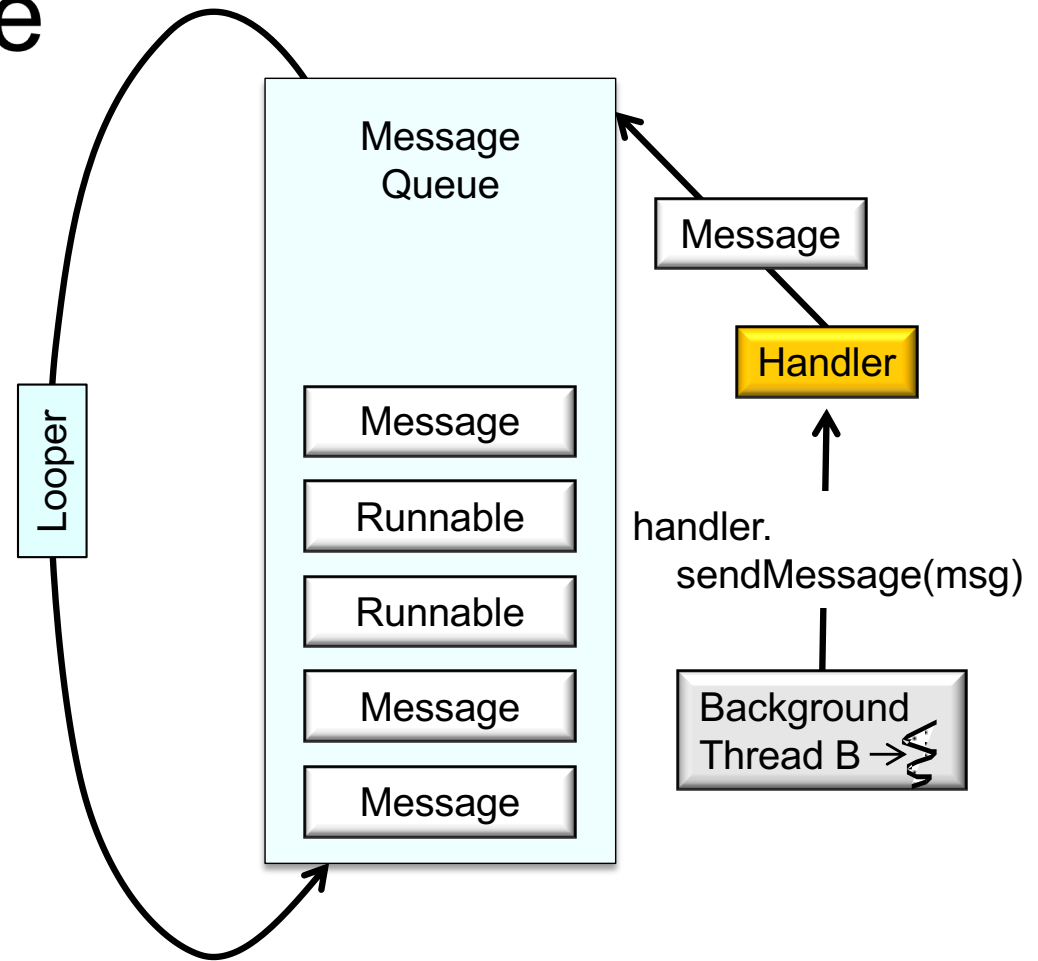 e
Message
Queue
Message
Handler
Looper
Message
Runnable
Runnable
Message
Message
handler.
sendMessage(msg)
Background
Thread B